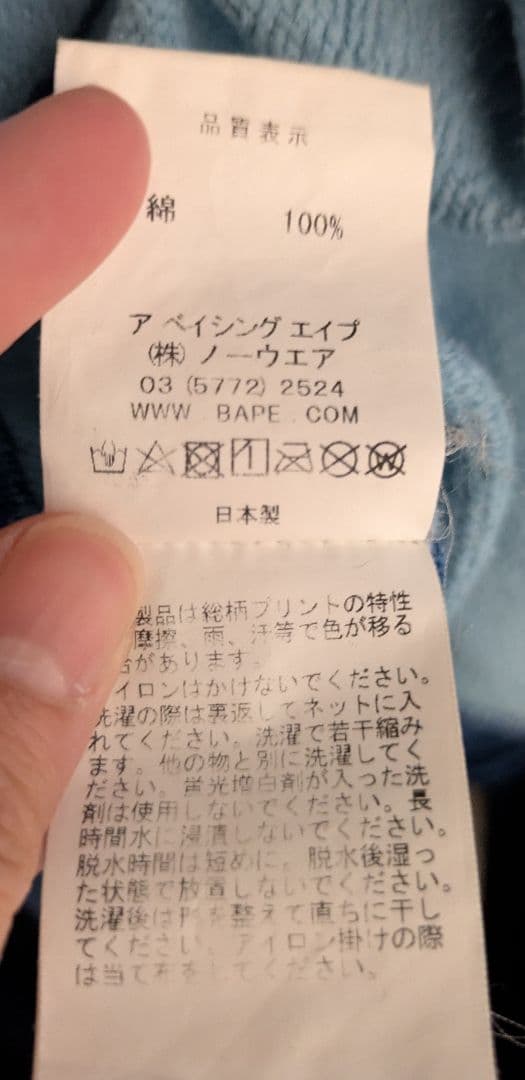 品質表示
綿 100%
ア ベイシング エイプ
(株) ノーウエア
03 (5772) 2524
WWW . BAPE . COM
日本製
製品は総柄プリントの特性
摩擦、雨、汗等で色が移る
合があります。
イロンはかけないでください。
洗濯の際は裏返してネットに入
れてください。洗濯で若干縮み
ます。他の物と別に洗濯してく
ださい。蛍光増白剤が入った洗
剤は使用しないでください。長
時間水に浸漬しないでください。
脱水時間は短めに。脱水後湿っ
た状態で放置しないでください。
洗濯後は形を整えて直ちに干し
てください。アイロン掛けの際
は当て布をしてください。